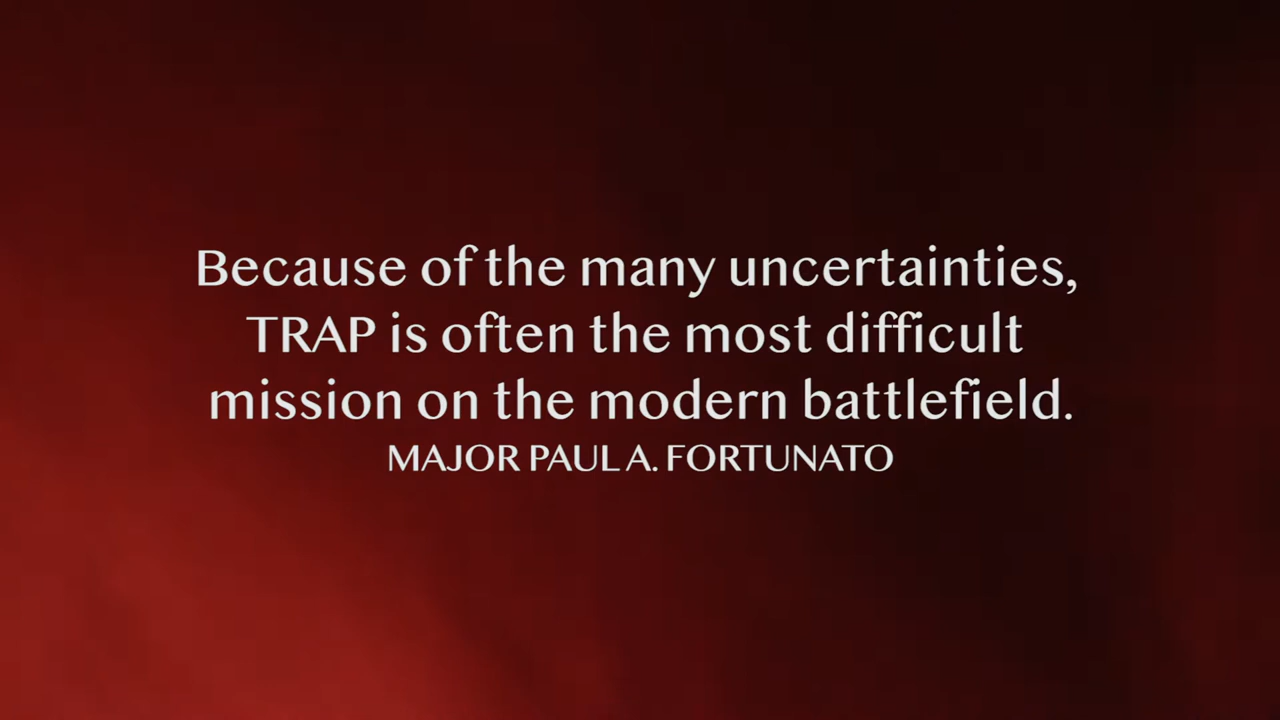 Because of the many uncertainties,
TRAP is often the most difficult
mission on the modern battlefield.
MAJOR PAUL A. FORTUNATO